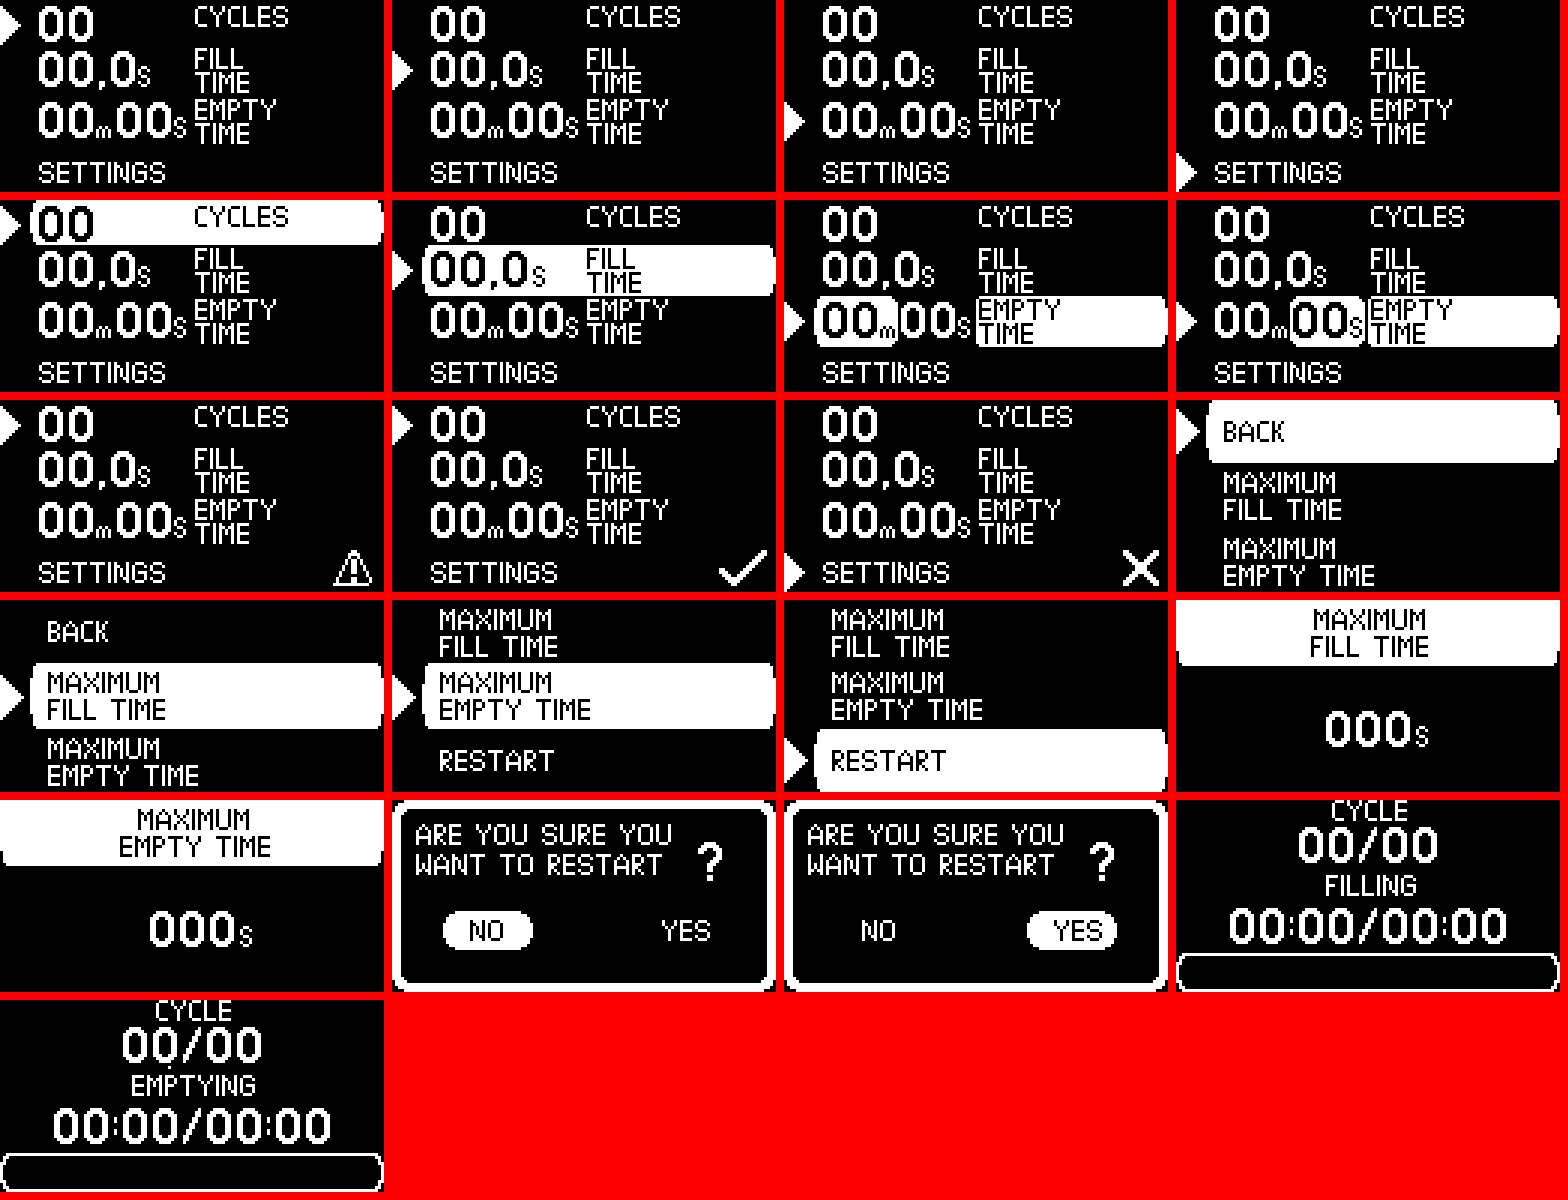 00 CYCLES
00,0s FILL TIME
00m00s EMPTY TIME
SETTINGS
00 CYCLES
00,0s FILL TIME
00m00s EMPTY TIME
SETTINGS
00 CYCLES
00,0s FILL TIME
00m00s EMPTY TIME
SETTINGS
00 CYCLES
00,0s FILL TIME
00m00s EMPTY TIME
SETTINGS
00 CYCLES
00,0s FILL TIME
00m00s EMPTY TIME
SETTINGS
00 CYCLES
00,0s FILL TIME
00m00s EMPTY TIME
SETTINGS
00 CYCLES
00,0s FILL TIME
00m00s EMPTY TIME
SETTINGS
00 CYCLES
00,0s FILL TIME
00m00s EMPTY TIME
SETTINGS
00 CYCLES
00,0s FILL TIME
00m00s EMPTY TIME
SETTINGS
00 CYCLES
00,0s FILL TIME
00m00s EMPTY TIME
SETTINGS
00 CYCLES
00,0s FILL TIME
00m00s EMPTY TIME
SETTINGS
BACK
MAXIMUM
FILL TIME
MAXIMUM
EMPTY TIME
BACK
MAXIMUM
FILL TIME
MAXIMUM
EMPTY TIME
MAXIMUM
FILL TIME
MAXIMUM
EMPTY TIME
RESTART
MAXIMUM
FILL TIME
MAXIMUM
EMPTY TIME
RESTART
MAXIMUM
FILL TIME
000s
MAXIMUM
EMPTY TIME
000s
ARE YOU SURE YOU
WANT TO RESTART ?
NO YES
ARE YOU SURE YOU
WANT TO RESTART ?
NO YES
CYCLE
00/00
FILLING
00:00/00:00
CYCLE
00/00
EMPTYING
00:00/00:00